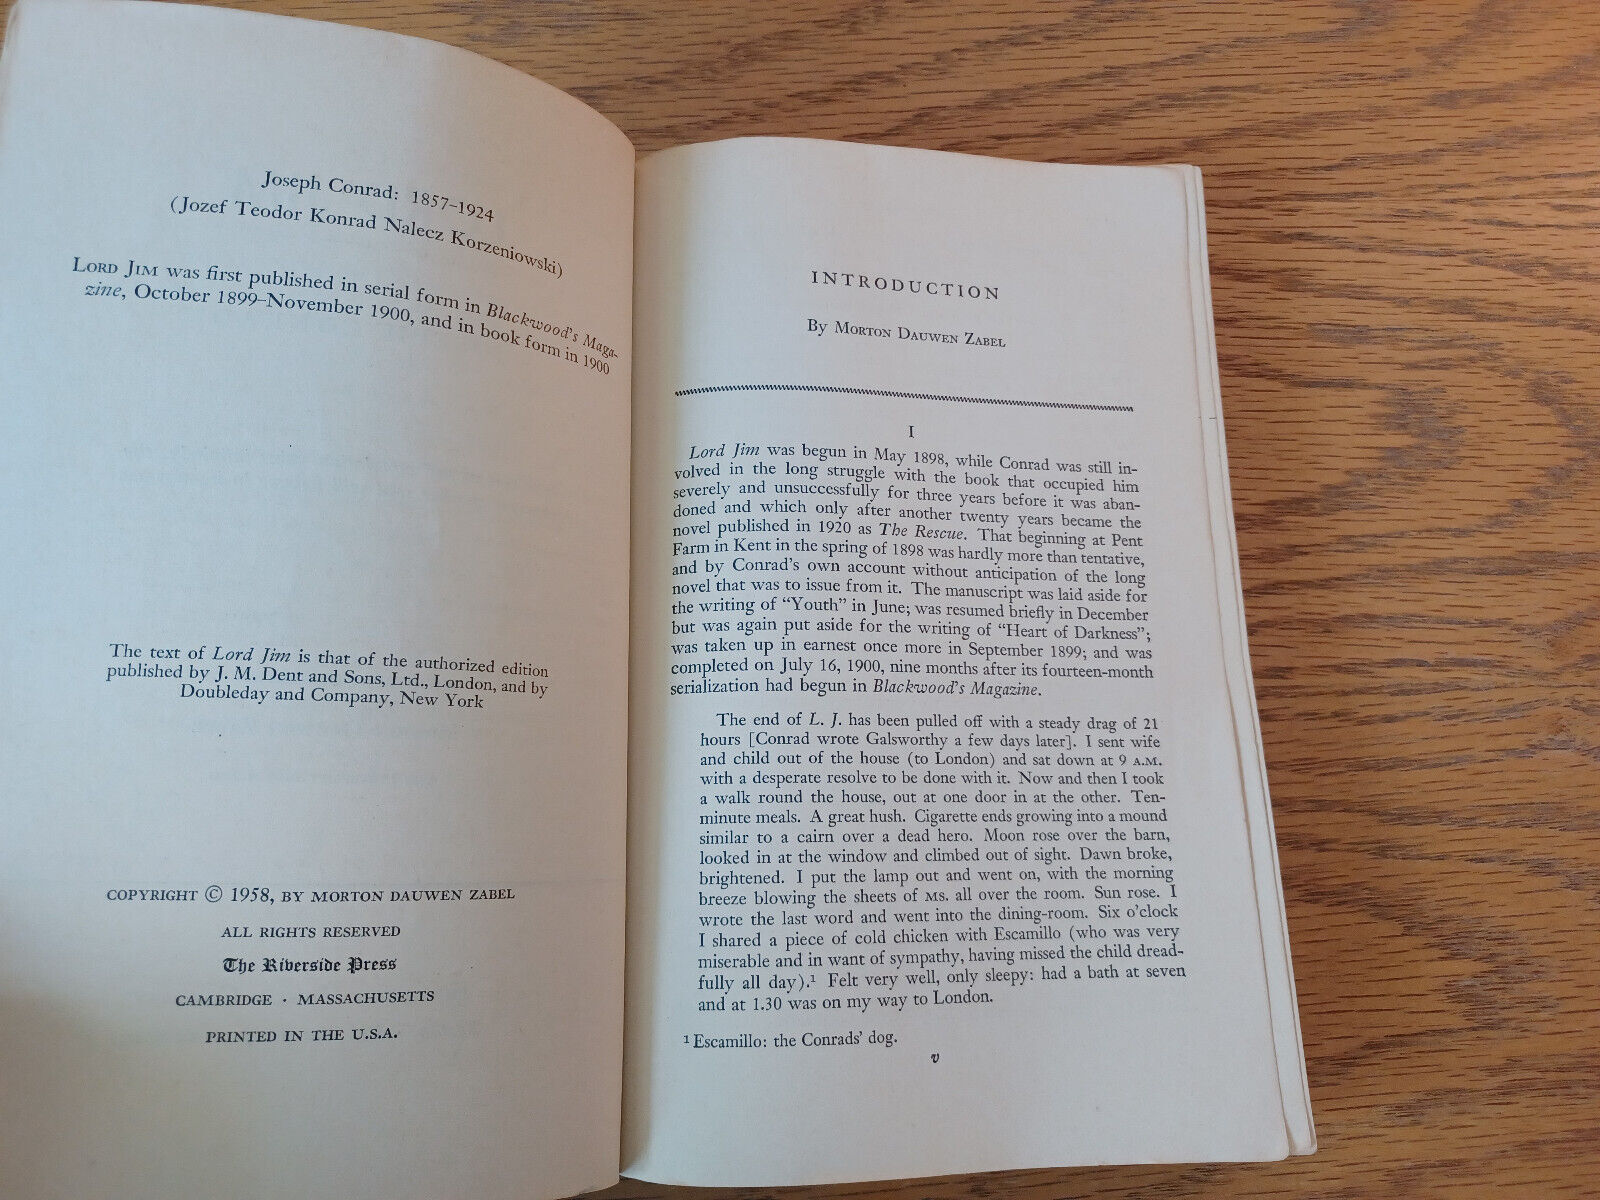 Joseph Conrad: 1857–1924
(Jozef Teodor Konrad Nalecz Korzeniowski)
LORD JIM was first published in serial form in Blackwood's Maga-
zine, October 1899–November 1900, and in book form in 1900
The text of Lord Jim is that of the authorized edition
published by J. M. Dent and Sons, Ltd., London, and by
Doubleday and Company, New York
COPYRIGHT © 1958, BY MORTON DAUWEN ZABEL
ALL RIGHTS RESERVED
The Riverside Press
CAMBRIDGE · MASSACHUSETTS
PRINTED IN THE U.S.A.
INTRODUCTION
By MORTON DAUWEN ZABEL
I
Lord Jim was begun in May 1898, while Conrad was still in-
volved in the long struggle with the book that occupied him
severely and unsuccessfully for three years before it was aban-
doned and which only after another twenty years became the
novel published in 1920 as The Rescue. That beginning at Pent
Farm in Kent in the spring of 1898 was hardly more than tentative,
and by Conrad's own account without anticipation of the long
novel that was to issue from it. The manuscript was laid aside for
the writing of "Youth" in June; was resumed briefly in December
but was again put aside for the writing of "Heart of Darkness";
was taken up in earnest once more in September 1899; and was
completed on July 16, 1900, nine months after its fourteen-month
serialization had begun in Blackwood's Magazine.
The end of L. J. has been pulled off with a steady drag of 21
hours [Conrad wrote Galsworthy a few days later]. I sent wife
and child out of the house (to London) and sat down at 9 A.M.
with a desperate resolve to be done with it. Now and then I took
a walk round the house, out at one door in at the other. Ten-
minute meals. A great hush. Cigarette ends growing into a mound
similar to a cairn over a dead hero. Moon rose over the barn,
looked in at the window and climbed out of sight. Dawn broke,
brightened. I put the lamp out and went on, with the morning
breeze blowing the sheets of MS. all over the room. Sun rose. I
wrote the last word and went into the dining-room. Six o'clock
I shared a piece of cold chicken with Escamillo (who was very
miserable and in want of sympathy, having missed the child dread-
fully all day).¹ Felt very well, only sleepy: had a bath at seven
and at 1.30 was on my way to London.
¹ Escamillo: the Conrads' dog.
v